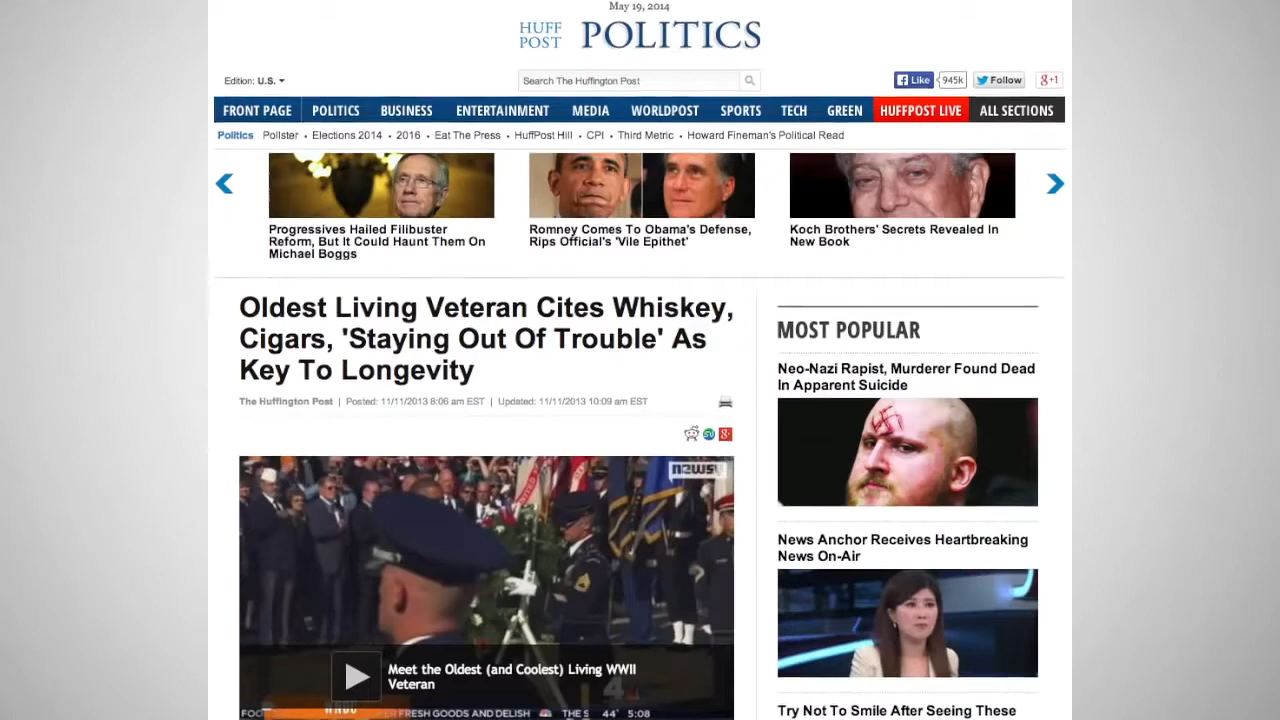 May 19, 2014
HUFF
POST
POLITICS
Edition: U.S.
Search The Huffington Post
Like
945k
Follow
g+1
FRONT PAGE
POLITICS
BUSINESS
ENTERTAINMENT
MEDIA
WORLDPOST
SPORTS
TECH
GREEN
HUFFPOST LIVE
ALL SECTIONS
Politics Pollster • Elections 2014 • 2016 • Eat The Press • HuffPost Hill • CPI • Third Metric • Howard Fineman's Political Read
Progressives Hailed Filibuster
Reform, But It Could Haunt Them On
Michael Boggs
Romney Comes To Obama's Defense,
Rips Official's 'Vile Epithet'
Koch Brothers' Secrets Revealed In
New Book
Oldest Living Veteran Cites Whiskey,
Cigars, 'Staying Out Of Trouble' As
Key To Longevity
The Huffington Post | Posted: 11/11/2013 8:06 am EST | Updated: 11/11/2013 10:09 am EST
newsy
Meet the Oldest (and Coolest) Living WWII
Veteran
FRESH GOODS AND DELISH
THE S
44° 5:08
MOST POPULAR
Neo-Nazi Rapist, Murderer Found Dead
In Apparent Suicide
News Anchor Receives Heartbreaking
News On-Air
Try Not To Smile After Seeing These